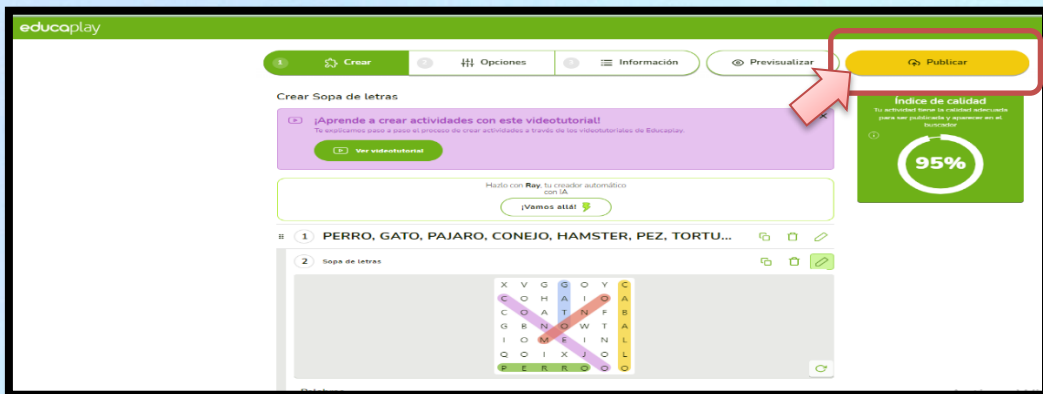 educaplay
1 Crear
2 Opciones
3 Información
Previsualizar
Publicar
Crear Sopa de letras
¡Aprende a crear actividades con este videotutorial!
Te explicamos paso a paso el proceso de crear actividades a través de los videotutoriales de Educaplay.
Ver videotutorial
Índice de calidad
Tu actividad tiene la calidad adecuada
para ser publicada y aparecer en el
buscador
95%
Hazlo con Ray, tu creador automático
con IA
¡Vamos allá!
1 PERRO, GATO, PAJARO, CONEJO, HAMSTER, PEZ, TORTU...
2 Sopa de letras
X V G G O Y C
C O H A I O A
C O A T N F B
G B N O W T A
I O M E I N L
Q O I X J O L
P E R R O O O